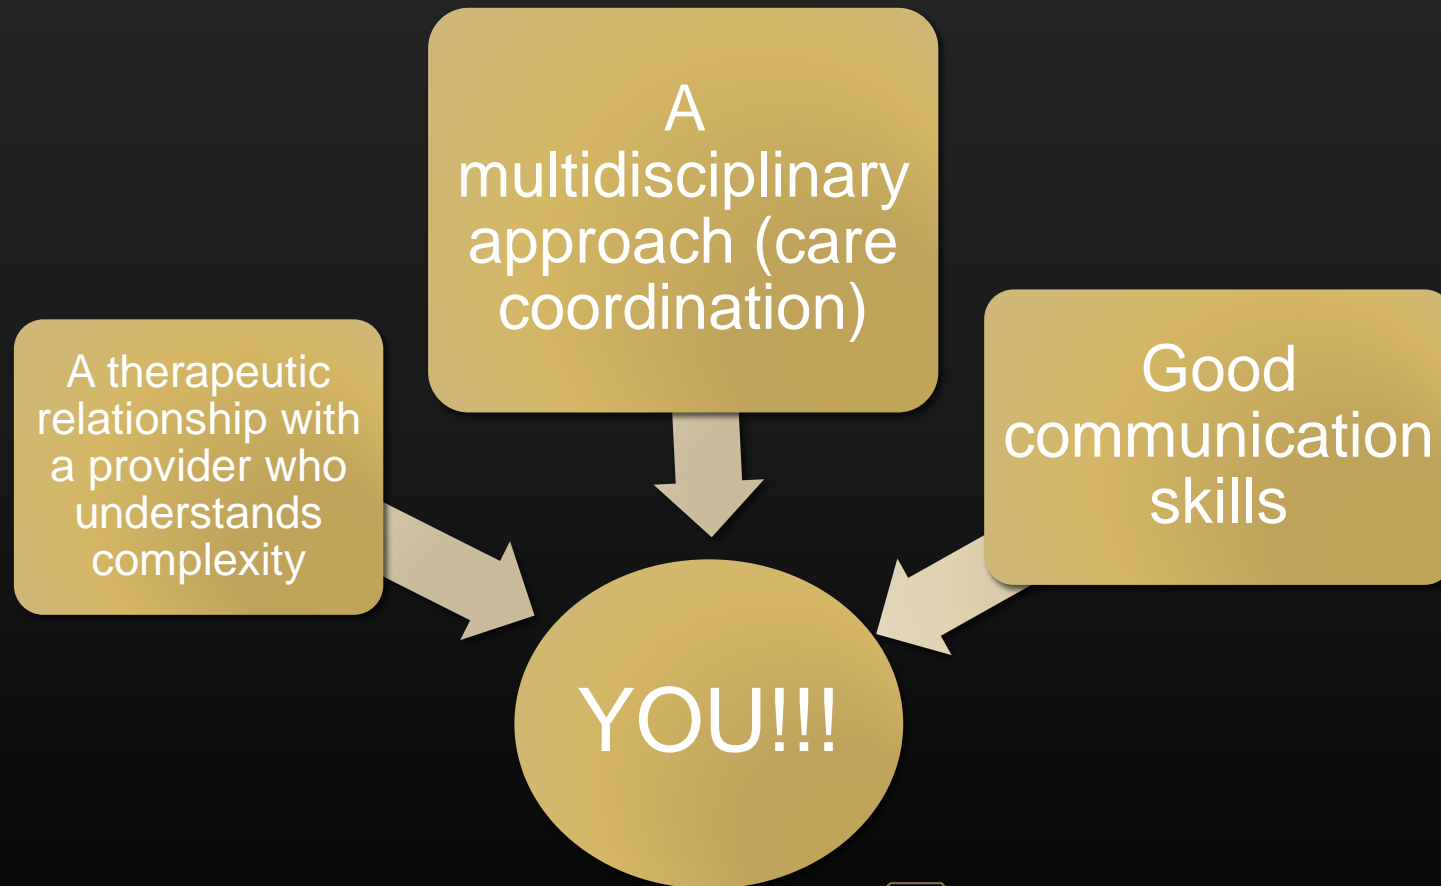 A
multidisciplinary
approach (care
coordination)
A therapeutic
relationship with
a provider who
understands
complexity
Good
communication
skills
YOU!!!